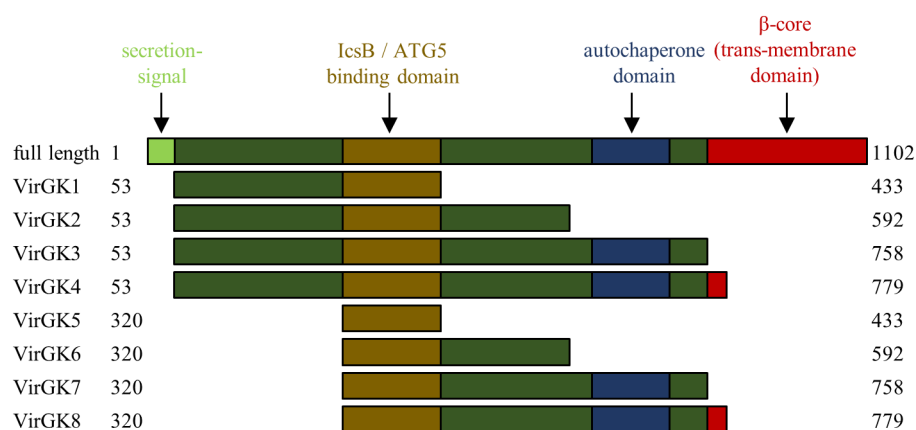 β-core
secretion-
signal
IcsB / ATG5
binding domain
autochaperone
domain
(trans-membrane
domain)
full length 1 1102
VirGK1 53 433
VirGK2 53 592
VirGK3 53 758
VirGK4 53 779
VirGK5 320 433
VirGK6 320 592
VirGK7 320 758
VirGK8 320 779